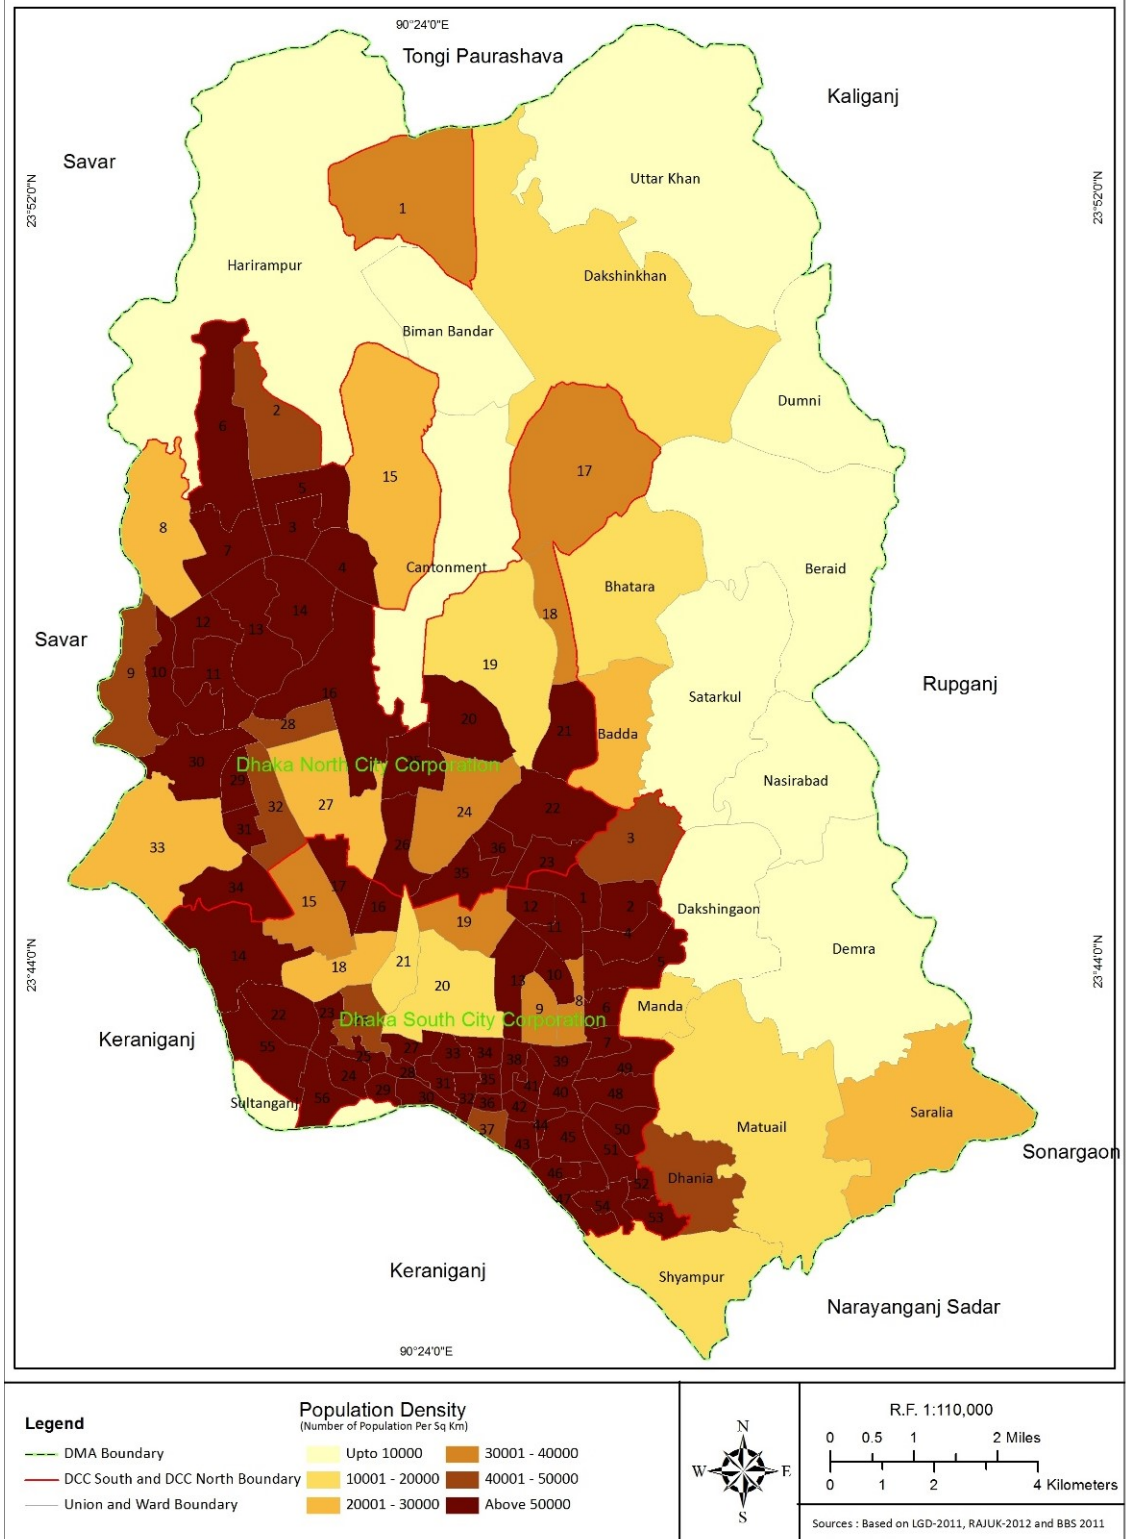 90°24'0"E
Tongi Paurashava
Kaliganj
Savar
23°52'0"N
23°52'0"N
Uttar Khan
1
Harirampur
Dakshinkhan
Biman Bandar
Dumni
2
6
17
15
5
8
3
7
4
Cantonment
Beraid
Bhatara
14
18
12
13
Savar
19
9
10
11
Rupganj
16
Satarkul
20
28
21
Badda
30
Dhaka North City Corporation
29
Nasirabad
32
27
22
24
31
3
33
26
36
23
35
34
17
1
15
16
12
2
Dakshingaon
19
11
4
14
Demra
23°44'0"N
23°44'0"N
21
5
18
10
13
20
8
9
6
Manda
22
23
Dhaka South City Corporation
Keraniganj
7
55
27
25
33
34
38
39
49
24
28
31
35
41
29
40
48
56
30
32
36
42
Sultanganj
Saralia
37
44
45
50
Matuail
43
51
Sonargaon
46
52
Dhania
47
54
53
Keraniganj
Shyampur
Narayanganj Sadar
90°24'0"E
Legend
DMA Boundary
DCC South and DCC North Boundary
Union and Ward Boundary
Population Density
(Number of Population Per Sq Km)
Upto 10000
10001 - 20000
20001 - 30000
30001 - 40000
40001 - 50000
Above 50000
N
W E
S
R.F. 1:110,000
0 0.5 1 2 Miles
0 1 2 4 Kilometers
Sources : Based on LGD-2011, RAJUK-2012 and BBS 2011